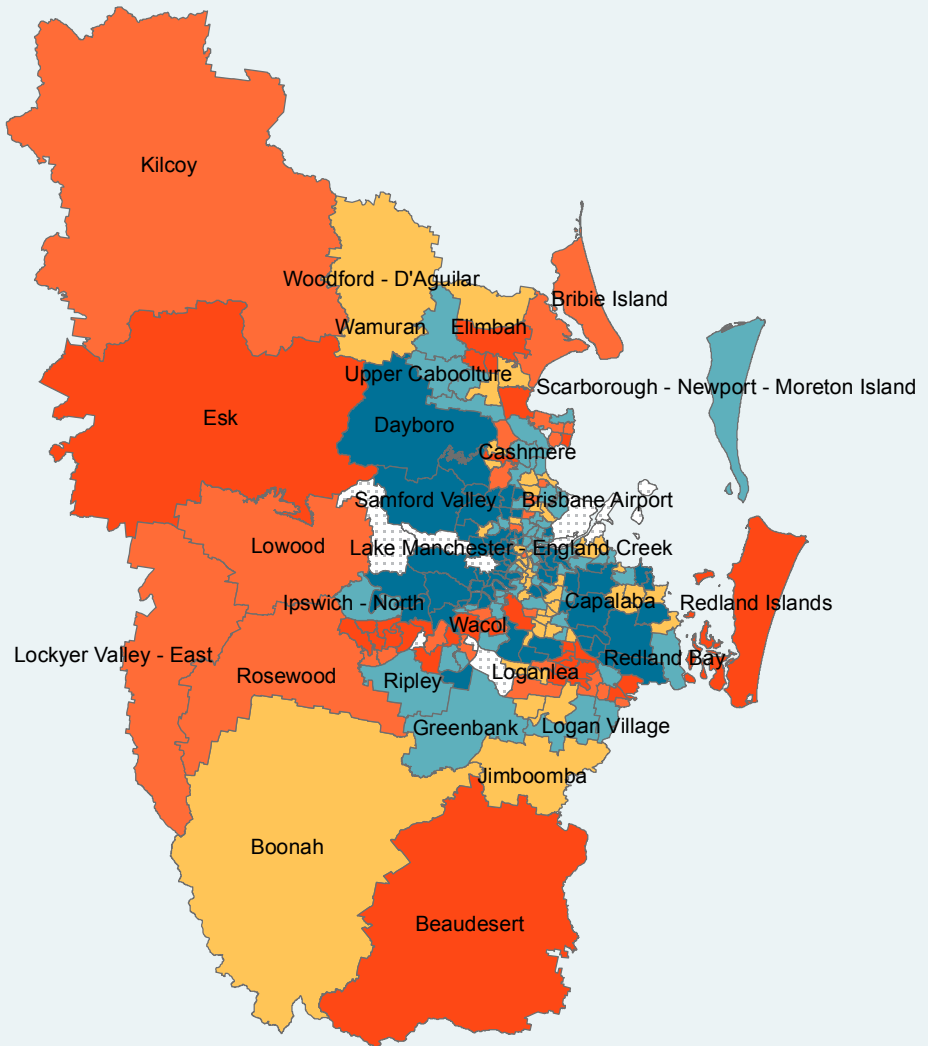 Kilcoy
Woodford - D'Aguilar
Bribie Island
Wamuran
Elimbah
Upper Caboolture
Scarborough - Newport - Moreton Island
Esk
Dayboro
Cashmere
Samford Valley
Brisbane Airport
Lowood
Lake Manchester - England Creek
Ipswich - North
Capalaba
Redland Islands
Wacol
Lockyer Valley - East
Redland Bay
Rosewood
Loganlea
Ripley
Greenbank
Logan Village
Jimboomba
Boonah
Beaudesert